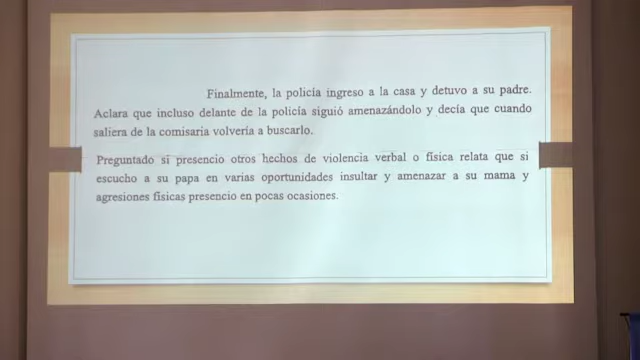 Finalmente, la policía ingreso a la casa y detuvo a su padre.
Aclara que incluso delante de la policía siguió amenazándolo y decía que cuando
saliera de la comisaria volvería a buscarlo.
Preguntado si presencio otros hechos de violencia verbal o física relata que si
escucho a su papa en varias oportunidades insultar y amenazar a su mama y
agresiones físicas presencio en pocas ocasiones.